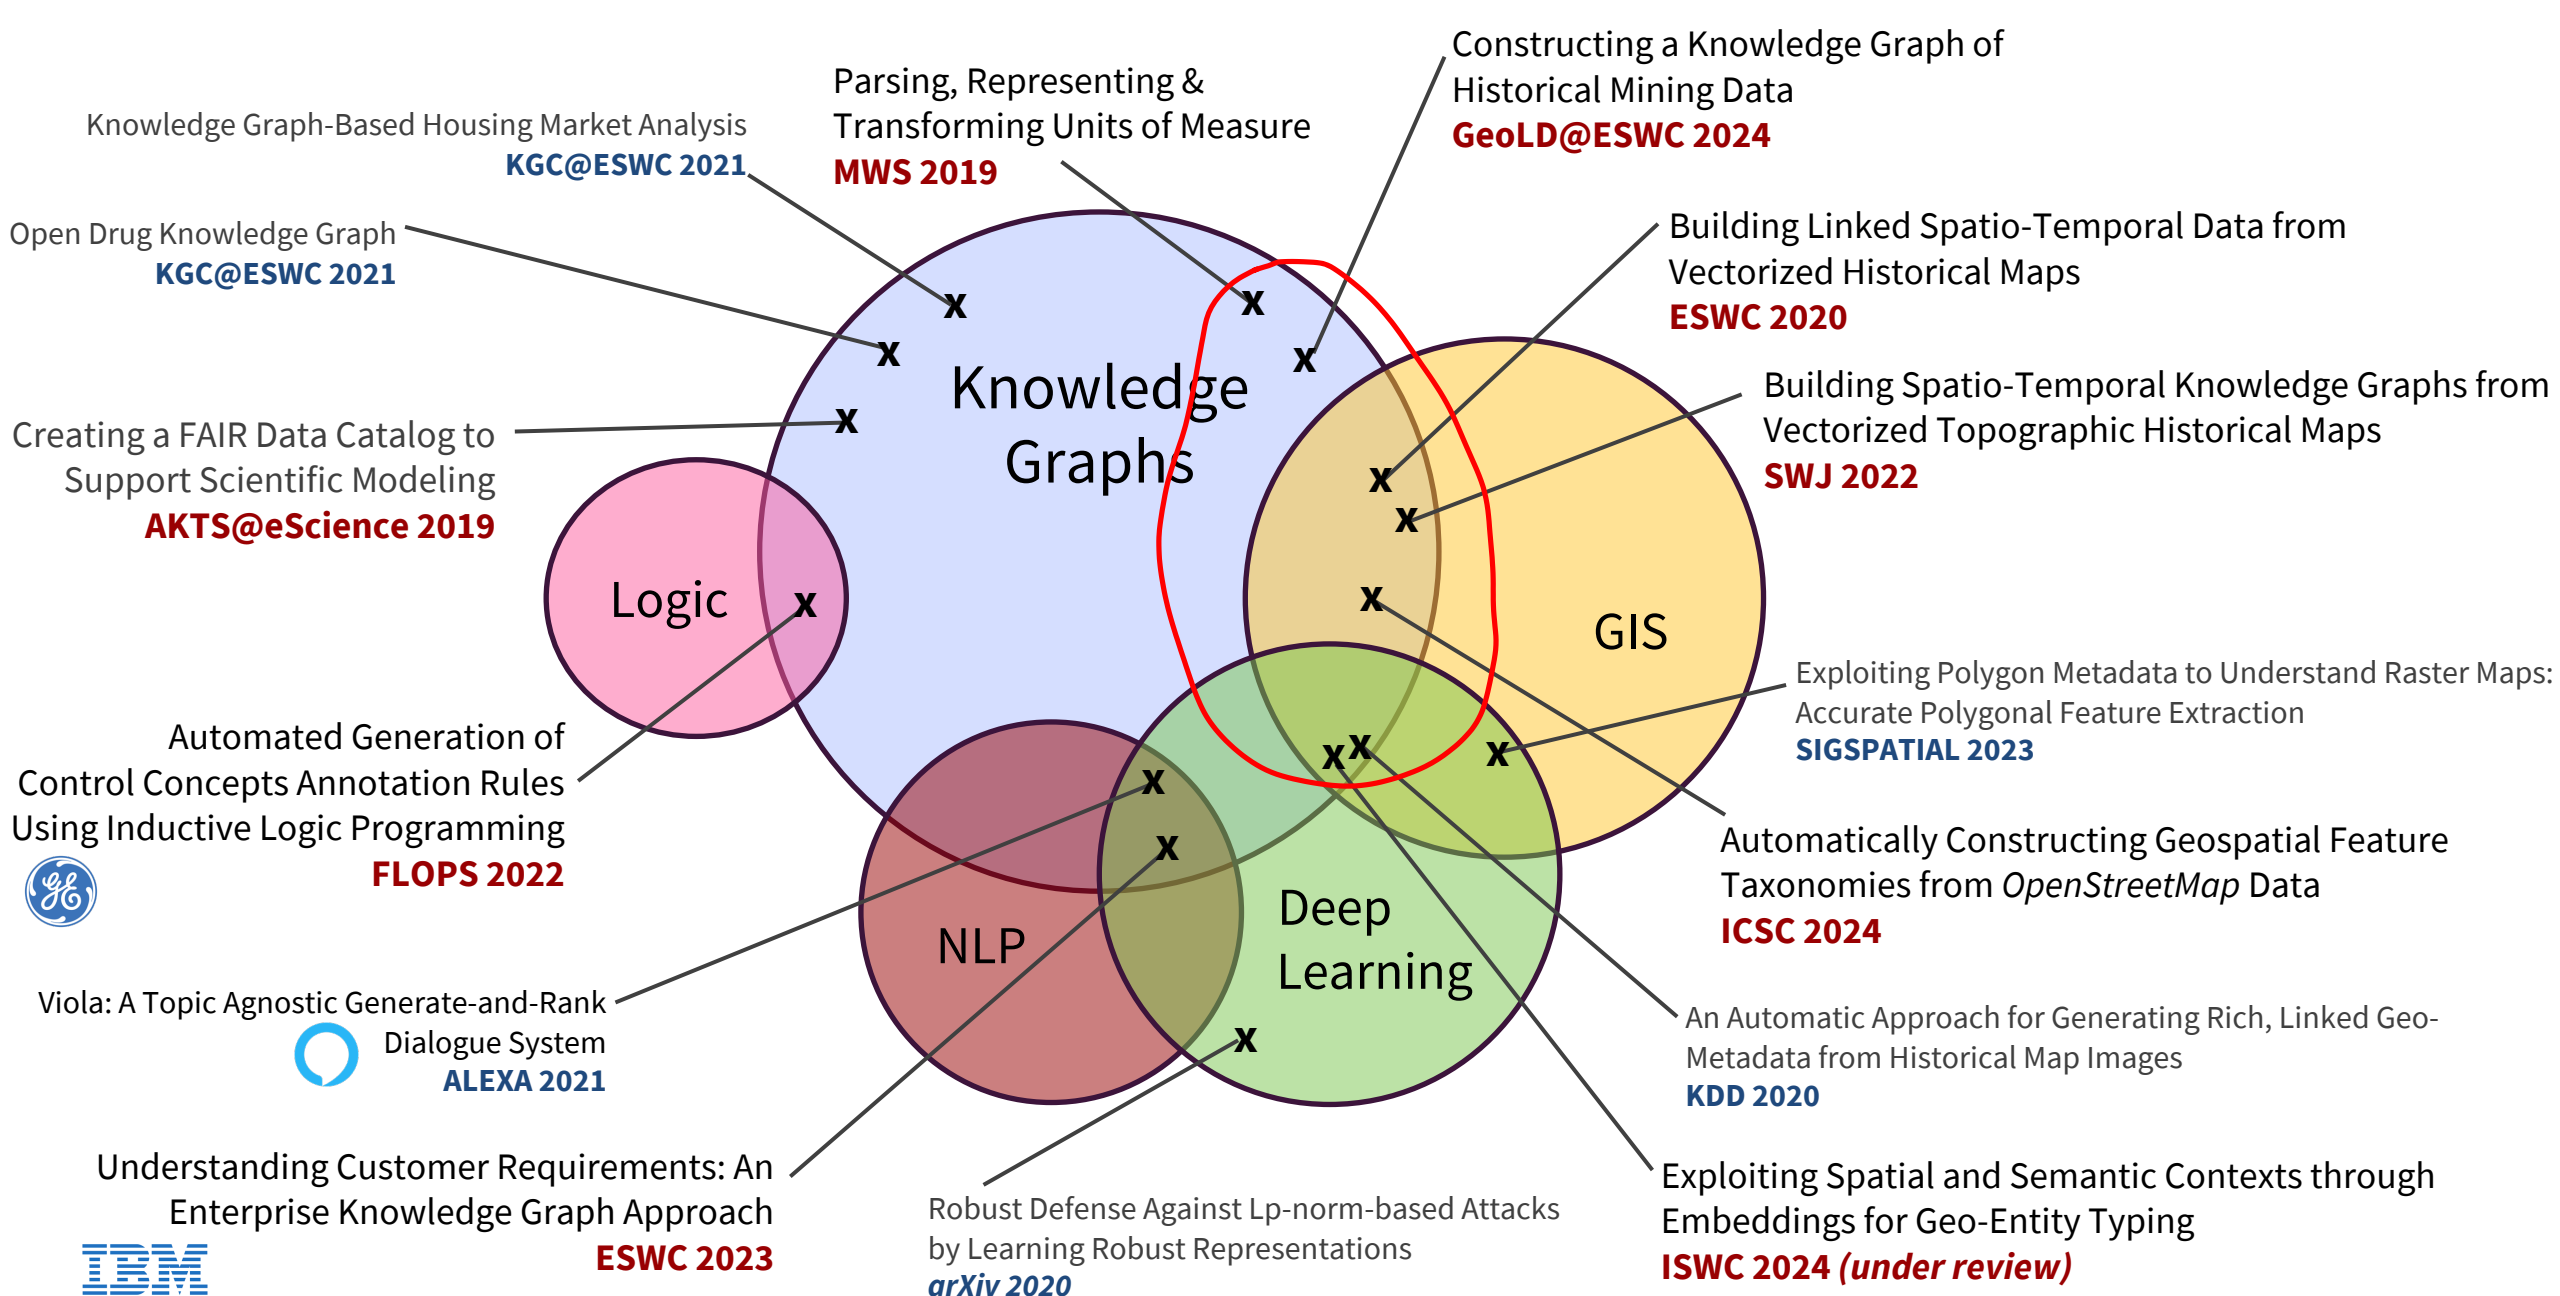 Constructing a Knowledge Graph of
Historical Mining Data
GeoLD@ESWC 2024
Parsing, Representing &
Transforming Units of Measure
MWS 2019
Knowledge Graph-Based Housing Market Analysis
KGC@ESWC 2021
Open Drug Knowledge Graph
KGC@ESWC 2021
Building Linked Spatio-Temporal Data from
Vectorized Historical Maps
ESWC 2020
Building Spatio-Temporal Knowledge Graphs from
Vectorized Topographic Historical Maps
SWJ 2022
Creating a FAIR Data Catalog to
Support Scientific Modeling
AKTS@eScience 2019
x
x
x
x
x
Knowledge
Graphs
x
x
x
Logic
x
GIS
Exploiting Polygon Metadata to Understand Raster Maps:
Accurate Polygonal Feature Extraction
SIGSPATIAL 2023
x
x
x
x
x
Automated Generation of
Control Concepts Annotation Rules
Using Inductive Logic Programming
FLOPS 2022
GE
Automatically Constructing Geospatial Feature
Taxonomies from OpenStreetMap Data
ICSC 2024
NLP
Deep
Learning
x
Viola: A Topic Agnostic Generate-and-Rank
Dialogue System
ALEXA 2021
An Automatic Approach for Generating Rich, Linked Geo-
Metadata from Historical Map Images
KDD 2020
Understanding Customer Requirements: An
Enterprise Knowledge Graph Approach
ESWC 2023
IBM
Robust Defense Against Lp-norm-based Attacks
by Learning Robust Representations
arXiv 2020
Exploiting Spatial and Semantic Contexts through
Embeddings for Geo-Entity Typing
ISWC 2024 (under review)